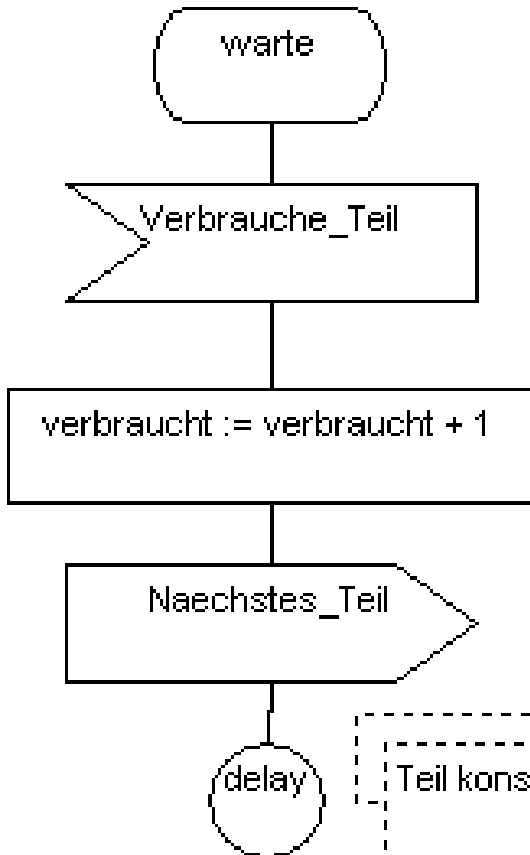 warte
Verbrauche_Teil
verbraucht := verbraucht + 1
Naechstes_Teil
delay
Teil kons